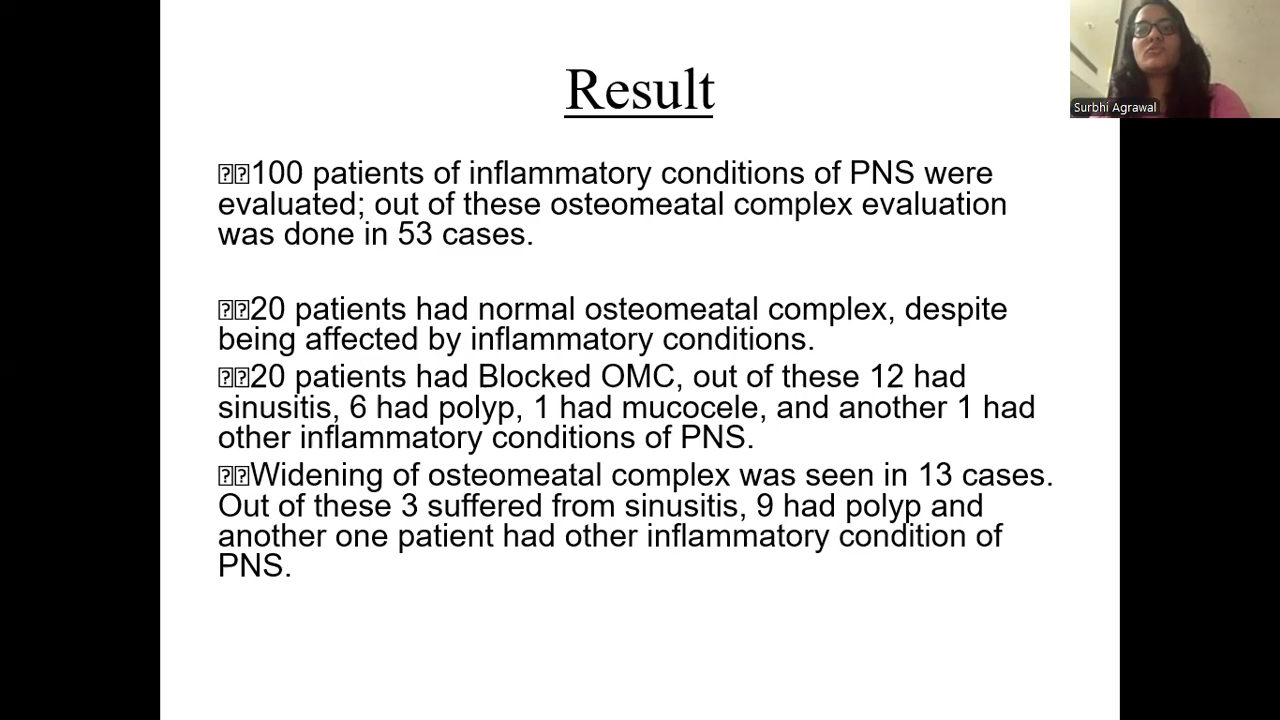 Result
Surbhi Agrawal
100 patients of inflammatory conditions of PNS were
evaluated; out of these osteomeatal complex evaluation
was done in 53 cases.
20 patients had normal osteomeatal complex, despite
being affected by inflammatory conditions.
20 patients had Blocked OMC, out of these 12 had
sinusitis, 6 had polyp, 1 had mucocele, and another 1 had
other inflammatory conditions of PNS.
Widening of osteomeatal complex was seen in 13 cases.
Out of these 3 suffered from sinusitis, 9 had polyp and
another one patient had other inflammatory condition of
PNS.